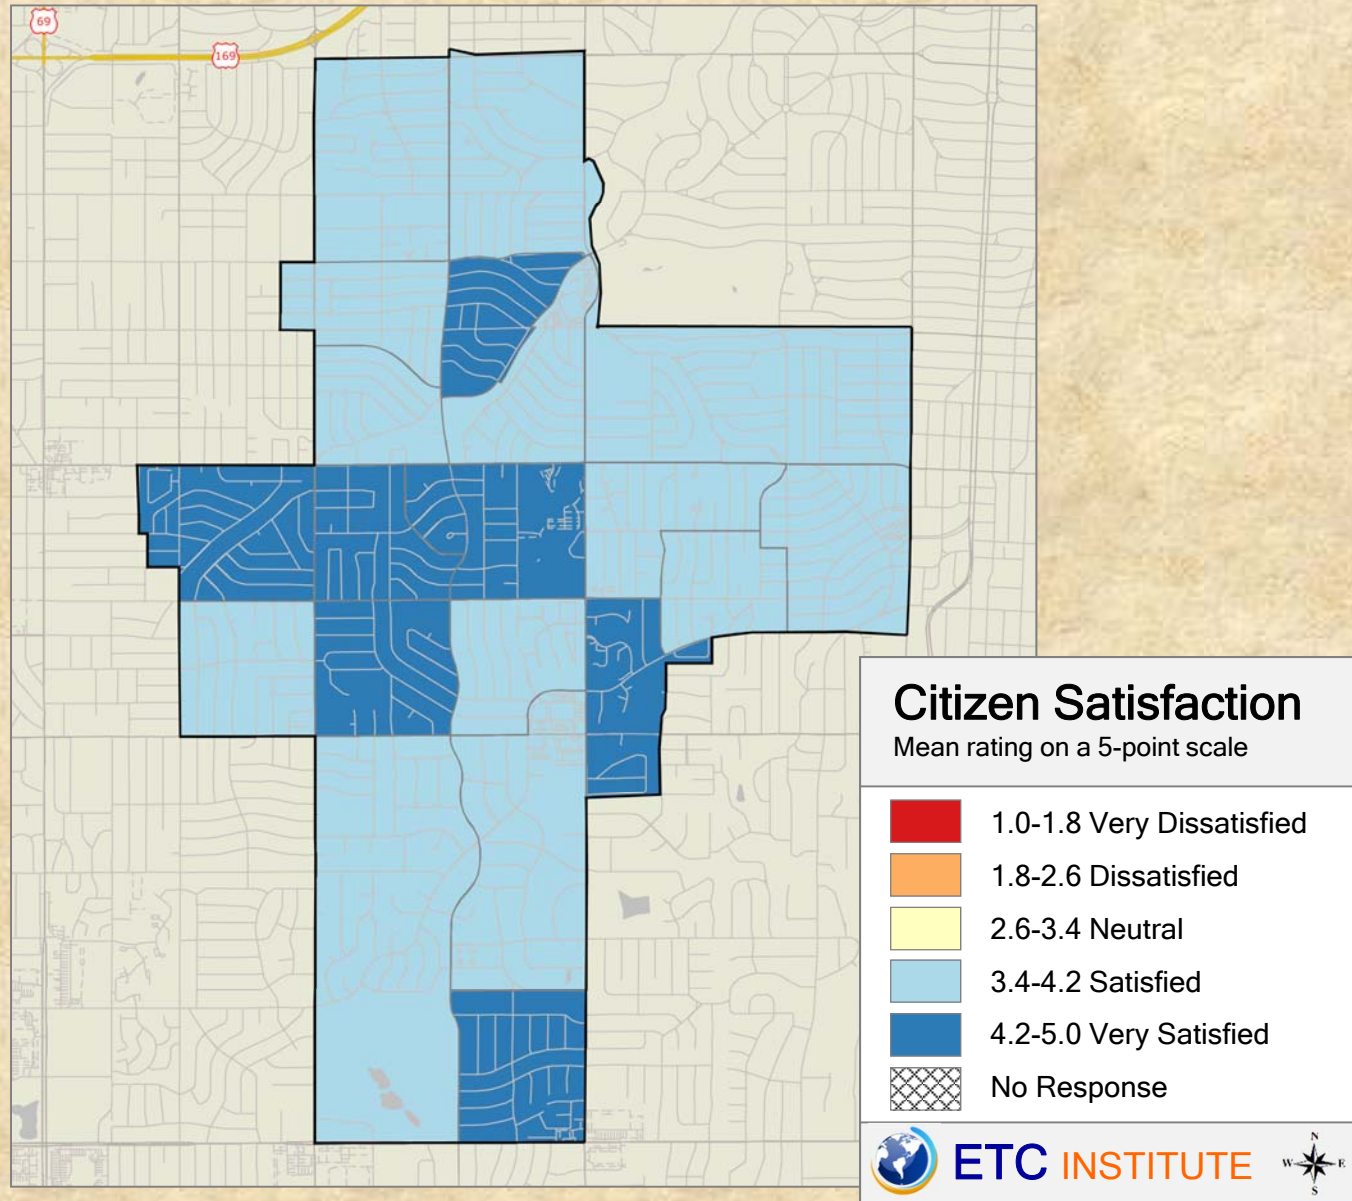 69
169
Citizen Satisfaction
Mean rating on a 5-point scale
1.0-1.8 Very Dissatisfied
1.8-2.6 Dissatisfied
2.6-3.4 Neutral
3.4-4.2 Satisfied
4.2-5.0 Very Satisfied
No Response
ETC INSTITUTE
N
W E
S